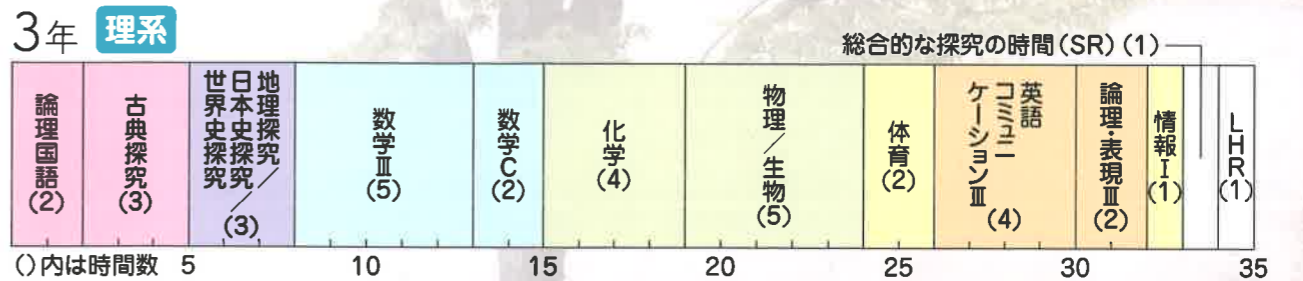 3年 理系
総合的な探究の時間(SR)(1)
論理国語(2)
古典探究(3)
地理探究/
日本史探究/
世界史探究(3)
数学Ⅲ(5)
数学C(2)
化学(4)
物理/生物(5)
体育(2)
英語
コミュニ
ケーションⅢ(4)
論理・表現Ⅲ(2)
情報Ⅰ(1)
LHR(1)
()内は時間数 5 10 15 20 25 30 35